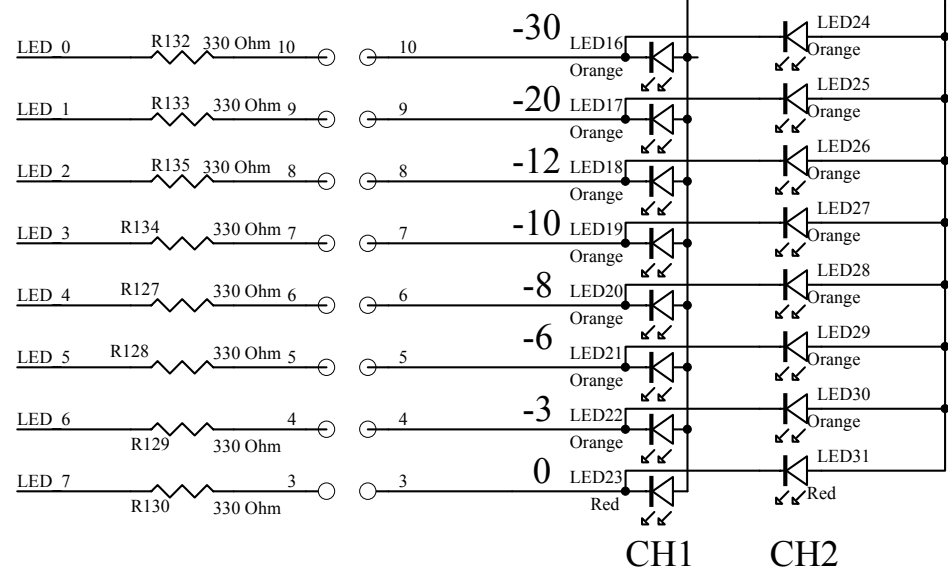 LED_0 R132 330 Ohm 10 10 -30 LED16 Orange LED24 Orange
LED_1 R133 330 Ohm 9 9 -20 LED17 Orange LED25 Orange
LED_2 R135 330 Ohm 8 8 -12 LED18 Orange LED26 Orange
LED_3 R134 330 Ohm 7 7 -10 LED19 Orange LED27 Orange
LED_4 R127 330 Ohm 6 6 -8 LED20 Orange LED28 Orange
LED_5 R128 330 Ohm 5 5 -6 LED21 Orange LED29 Orange
LED_6 R129 330 Ohm 4 4 -3 LED22 Orange LED30 Orange
LED_7 R130 330 Ohm 3 3 0 LED23 Red LED31 Red
CH1 CH2